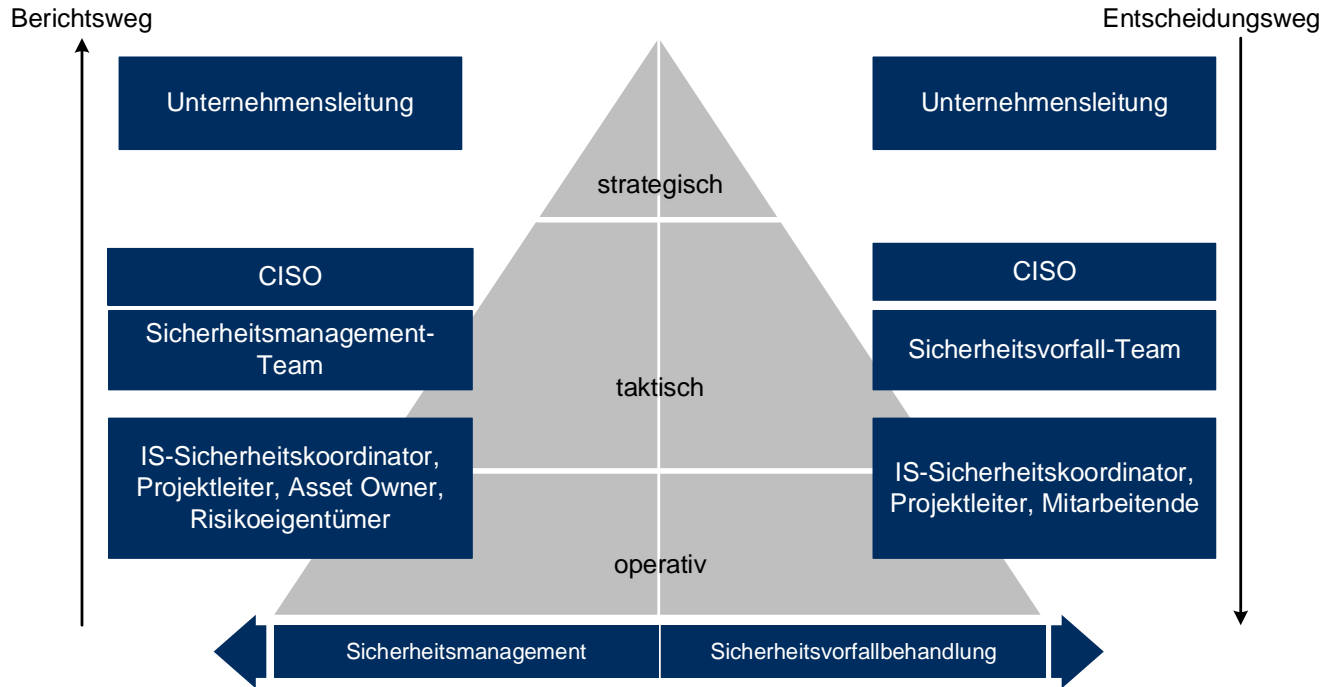 Berichtsweg
Entscheidungsweg
Unternehmensleitung
Unternehmensleitung
strategisch
CISO
CISO
Sicherheitsmanagement-
Team
Sicherheitsvorfall-Team
taktisch
IS-Sicherheitskoordinator,
Projektleiter, Asset Owner,
Risikoeigentümer
IS-Sicherheitskoordinator,
Projektleiter, Mitarbeitende
operativ
Sicherheitsmanagement
Sicherheitsvorfallbehandlung